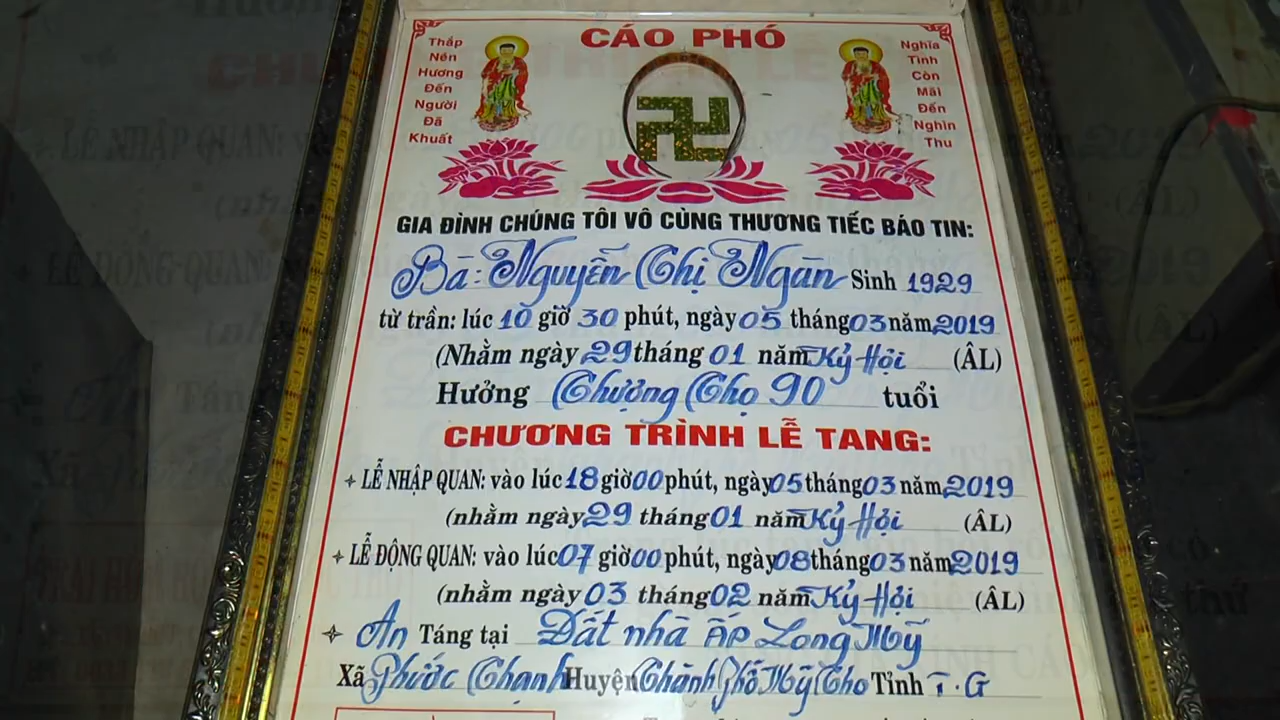 CÁO PHÓ
Thắp
Nén
Hương
Đến
Người
Đã
Khuất
Nghĩa
Tình
Còn
Mãi
Đến
Nghìn
Thu
GIA ĐÌNH CHÚNG TÔI VÔ CÙNG THƯƠNG TIẾC BÁO TIN:
Bà: Nguyễn Thị Ngàn Sinh 1929
từ trần: lúc 10 giờ 30 phút, ngày 05 tháng 03 năm 2019
(Nhằm ngày 29 tháng 01 năm Kỷ Hội (ÂL)
Hưởng Thượng Thọ 90 tuổi
CHƯƠNG TRÌNH LỄ TANG:
+ LỄ NHẬP QUAN: vào lúc 18 giờ 00 phút, ngày 05 tháng 03 năm 2019
(nhằm ngày 29 tháng 01 năm Kỷ Hội (ÂL)
+ LỄ ĐỘNG QUAN: vào lúc 07 giờ 00 phút, ngày 08 tháng 03 năm 2019
(nhằm ngày 03 tháng 02 năm Kỷ Hội (ÂL)
+ An Táng tại Đất nhà Ấp Long Mỹ
Xã Phước Thạnh Huyện Thành Phố Mỹ Tho Tỉnh T.G